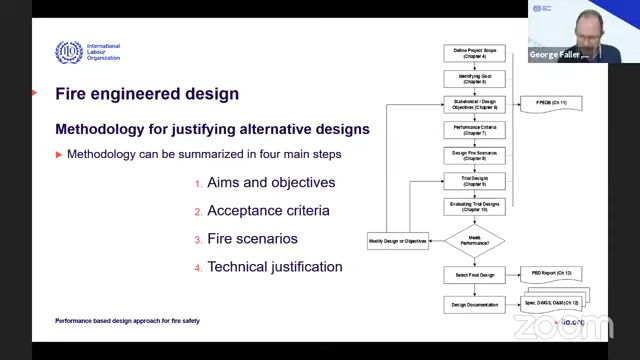 International
Labour
Organization
Fire engineered design
Methodology for justifying alternative designs
Methodology can be summarized in four main steps
1. Aims and objectives
2. Acceptance criteria
3. Fire scenarios
4. Technical justification
Performance based design approach for fire safety
Define Project Scope
(Chapter 4)
Identifying Goal
(Chapter 5)
Stakeholder / Design
Objectives (Chapter 6)
FPEDB (Ch 11)
Performance Criteria
(Chapter 7)
Design Fire Scenarios
(Chapter 8)
Trial Designs
(Chapter 9)
Evaluating Trial Designs
(Chapter 10)
Modify Design or Objectives
Meets
Performance?
Select Final Design
PBD Report (Ch 12)
Design Documentation
Spec, DWGS, O&M (Ch 12)
ilo.org
zoom
George Faller,